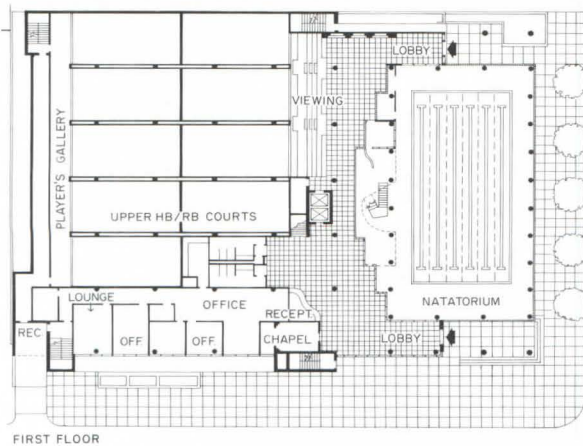 LOBBY
VIEWING
PLAYER'S GALLERY
UPPER HB/RB COURTS
LOUNGE
OFFICE
NATATORIUM
RECEPT.
REC
OFF.
OFF.
CHAPEL
LOBBY
FIRST FLOOR